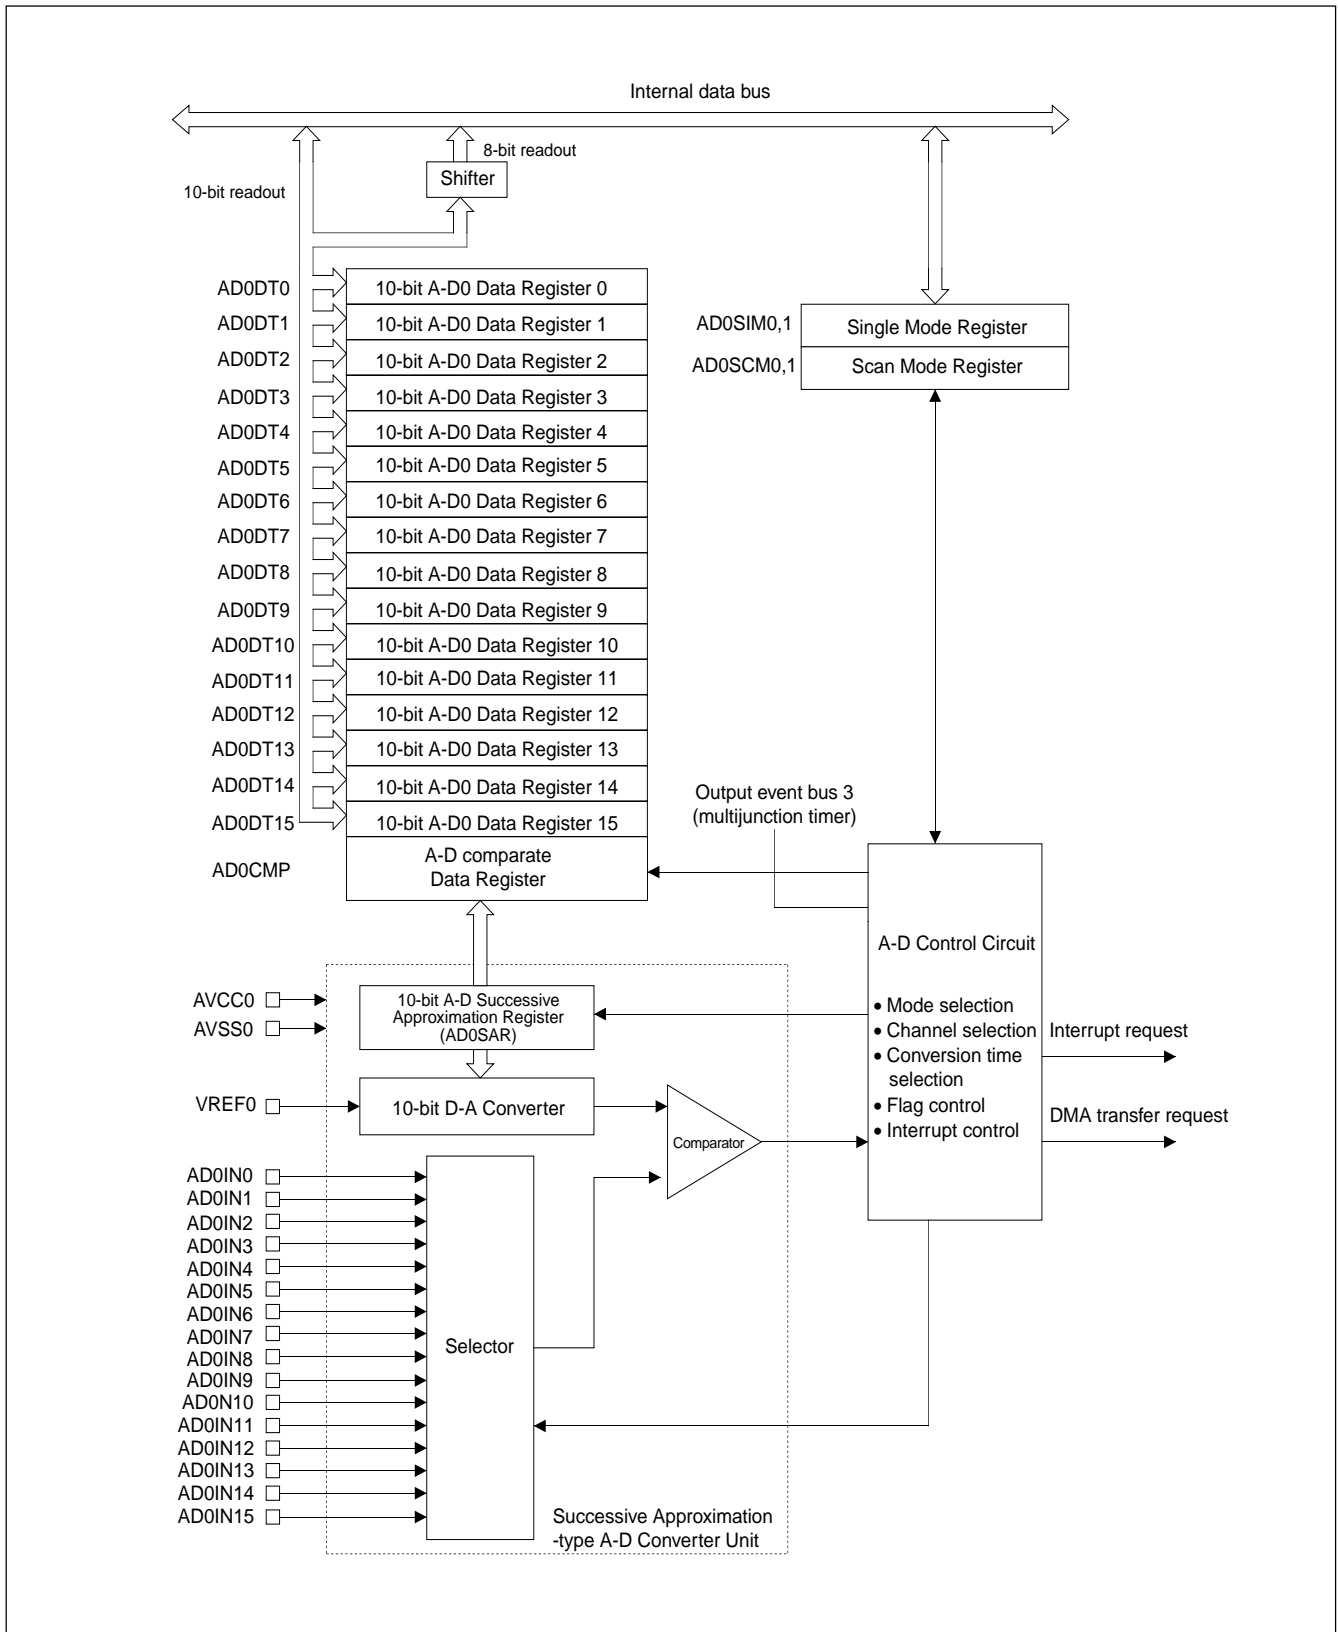 Internal data bus
8-bit readout
Shifter
10-bit readout
AD0DT0
10-bit A-D0 Data Register 0
AD0DT1
10-bit A-D0 Data Register 1
AD0DT2
10-bit A-D0 Data Register 2
AD0DT3
10-bit A-D0 Data Register 3
AD0DT4
10-bit A-D0 Data Register 4
AD0DT5
10-bit A-D0 Data Register 5
AD0DT6
10-bit A-D0 Data Register 6
AD0DT7
10-bit A-D0 Data Register 7
AD0DT8
10-bit A-D0 Data Register 8
AD0DT9
10-bit A-D0 Data Register 9
AD0DT10
10-bit A-D0 Data Register 10
AD0DT11
10-bit A-D0 Data Register 11
AD0DT12
10-bit A-D0 Data Register 12
AD0DT13
10-bit A-D0 Data Register 13
AD0DT14
10-bit A-D0 Data Register 14
AD0DT15
10-bit A-D0 Data Register 15
AD0CMP
A-D comparate
Data Register
AD0SIM0,1
Single Mode Register
AD0SCM0,1
Scan Mode Register
Output event bus 3
(multijunction timer)
A-D Control Circuit
• Mode selection
• Channel selection
• Conversion time
selection
• Flag control
• Interrupt control
Interrupt request
DMA transfer request
AVCC0
AVSS0
10-bit A-D Successive
Approximation Register
(AD0SAR)
VREF0
10-bit D-A Converter
Comparator
AD0IN0
AD0IN1
AD0IN2
AD0IN3
AD0IN4
AD0IN5
AD0IN6
AD0IN7
AD0IN8
AD0IN9
AD0N10
AD0IN11
AD0IN12
AD0IN13
AD0IN14
AD0IN15
Selector
Successive Approximation
-type A-D Converter Unit